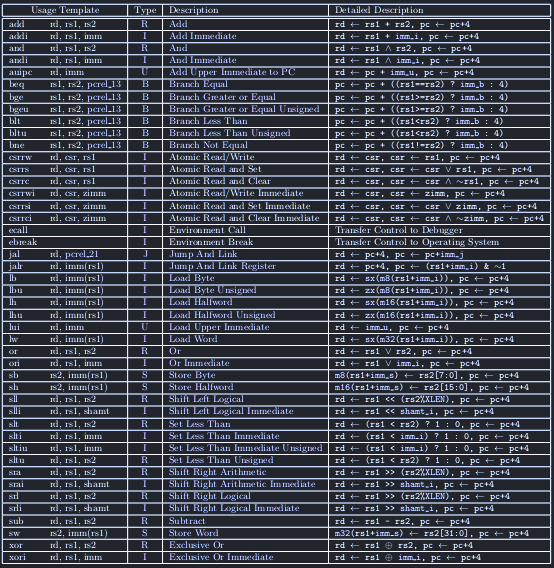 Usage Template Type Description Detailed Description
add rd, rs1, rs2 R Add rd ← rs1 + rs2, pc ← pc+4
addi rd, rs1, imm I Add Immediate rd ← rs1 + imm_i, pc ← pc+4
and rd, rs1, rs2 R And rd ← rs1 ∧ rs2, pc ← pc+4
andi rd, rs1, imm I And Immediate rd ← rs1 ∧ imm_i, pc ← pc+4
auipc rd, imm U Add Upper Immediate to PC rd ← pc + imm_u, pc ← pc+4
beq rs1, rs2, pcrel_13 B Branch Equal pc ← pc + ((rs1==rs2) ? imm_b : 4)
bge rs1, rs2, pcrel_13 B Branch Greater or Equal pc ← pc + ((rs1>=rs2) ? imm_b : 4)
bgeu rs1, rs2, pcrel_13 B Branch Greater or Equal Unsigned pc ← pc + ((rs1>=rs2) ? imm_b : 4)
blt rs1, rs2, pcrel_13 B Branch Less Than pc ← pc + ((rs1<rs2) ? imm_b : 4)
bltu rs1, rs2, pcrel_13 B Branch Less Than Unsigned pc ← pc + ((rs1<rs2) ? imm_b : 4)
bne rs1, rs2, pcrel_13 B Branch Not Equal pc ← pc + ((rs1!=rs2) ? imm_b : 4)
csrrw rd, csr, rs1 I Atomic Read/Write rd ← csr, csr ← rs1, pc ← pc+4
csrrs rd, csr, rs1 I Atomic Read and Set rd ← csr, csr ← csr ∨ rs1, pc ← pc+4
csrrc rd, csr, rs1 I Atomic Read and Clear rd ← csr, csr ← csr ∧ ~rs1, pc ← pc+4
csrrwi rd, csr, zimm I Atomic Read/Write Immediate rd ← csr, csr ← zimm, pc ← pc+4
csrrsi rd, csr, zimm I Atomic Read and Set Immediate rd ← csr, csr ← csr ∨ zimm, pc ← pc+4
csrrci rd, csr, zimm I Atomic Read and Clear Immediate rd ← csr, csr ← csr ∧ ~zimm, pc ← pc+4
ecall I Environment Call Transfer Control to Debugger
ebreak I Environment Break Transfer Control to Operating System
jal rd, pcrel_21 J Jump And Link rd ← pc+4, pc ← pc+imm_j
jalr rd, imm(rs1) I Jump And Link Register rd ← pc+4, pc ← (rs1+imm_i) & ~1
lb rd, imm(rs1) I Load Byte rd ← sx(m8(rs1+imm_i)), pc ← pc+4
lbu rd, imm(rs1) I Load Byte Unsigned rd ← zx(m8(rs1+imm_i)), pc ← pc+4
lh rd, imm(rs1) I Load Halfword rd ← sx(m16(rs1+imm_i)), pc ← pc+4
lhu rd, imm(rs1) I Load Halfword Unsigned rd ← zx(m16(rs1+imm_i)), pc ← pc+4
lui rd, imm U Load Upper Immediate rd ← imm_u, pc ← pc+4
lw rd, imm(rs1) I Load Word rd ← sx(m32(rs1+imm_i)), pc ← pc+4
or rd, rs1, rs2 R Or rd ← rs1 ∨ rs2, pc ← pc+4
ori rd, rs1, imm I Or Immediate rd ← rs1 ∨ imm_i, pc ← pc+4
sb rs2, imm(rs1) S Store Byte m8(rs1+imm_s) ← rs2[7:0], pc ← pc+4
sh rs2, imm(rs1) S Store Halfword m16(rs1+imm_s) ← rs2[15:0], pc ← pc+4
sll rd, rs1, rs2 R Shift Left Logical rd ← rs1 << (rs2%XLEN), pc ← pc+4
slli rd, rs1, shamt I Shift Left Logical Immediate rd ← rs1 << shamt_i, pc ← pc+4
slt rd, rs1, rs2 R Set Less Than rd ← (rs1 < rs2) ? 1 : 0, pc ← pc+4
slti rd, rs1, imm I Set Less Than Immediate rd ← (rs1 < imm_i) ? 1 : 0, pc ← pc+4
sltiu rd, rs1, imm I Set Less Than Immediate Unsigned rd ← (rs1 < imm_i) ? 1 : 0, pc ← pc+4
sltu rd, rs1, rs2 R Set Less Than Unsigned rd ← (rs1 < rs2) ? 1 : 0, pc ← pc+4
sra rd, rs1, rs2 R Shift Right Arithmetic rd ← rs1 >> (rs2%XLEN), pc ← pc+4
srai rd, rs1, shamt I Shift Right Arithmetic Immediate rd ← rs1 >> shamt_i, pc ← pc+4
srl rd, rs1, rs2 R Shift Right Logical rd ← rs1 >> (rs2%XLEN), pc ← pc+4
srli rd, rs1, shamt I Shift Right Logical Immediate rd ← rs1 >> shamt_i, pc ← pc+4
sub rd, rs1, rs2 R Subtract rd ← rs1 - rs2, pc ← pc+4
sw rs2, imm(rs1) S Store Word m32(rs1+imm_s) ← rs2[31:0], pc ← pc+4
xor rd, rs1, rs2 R Exclusive Or rd ← rs1 ⊕ rs2, pc ← pc+4
xori rd, rs1, imm I Exclusive Or Immediate rd ← rs1 ⊕ imm_i, pc ← pc+4